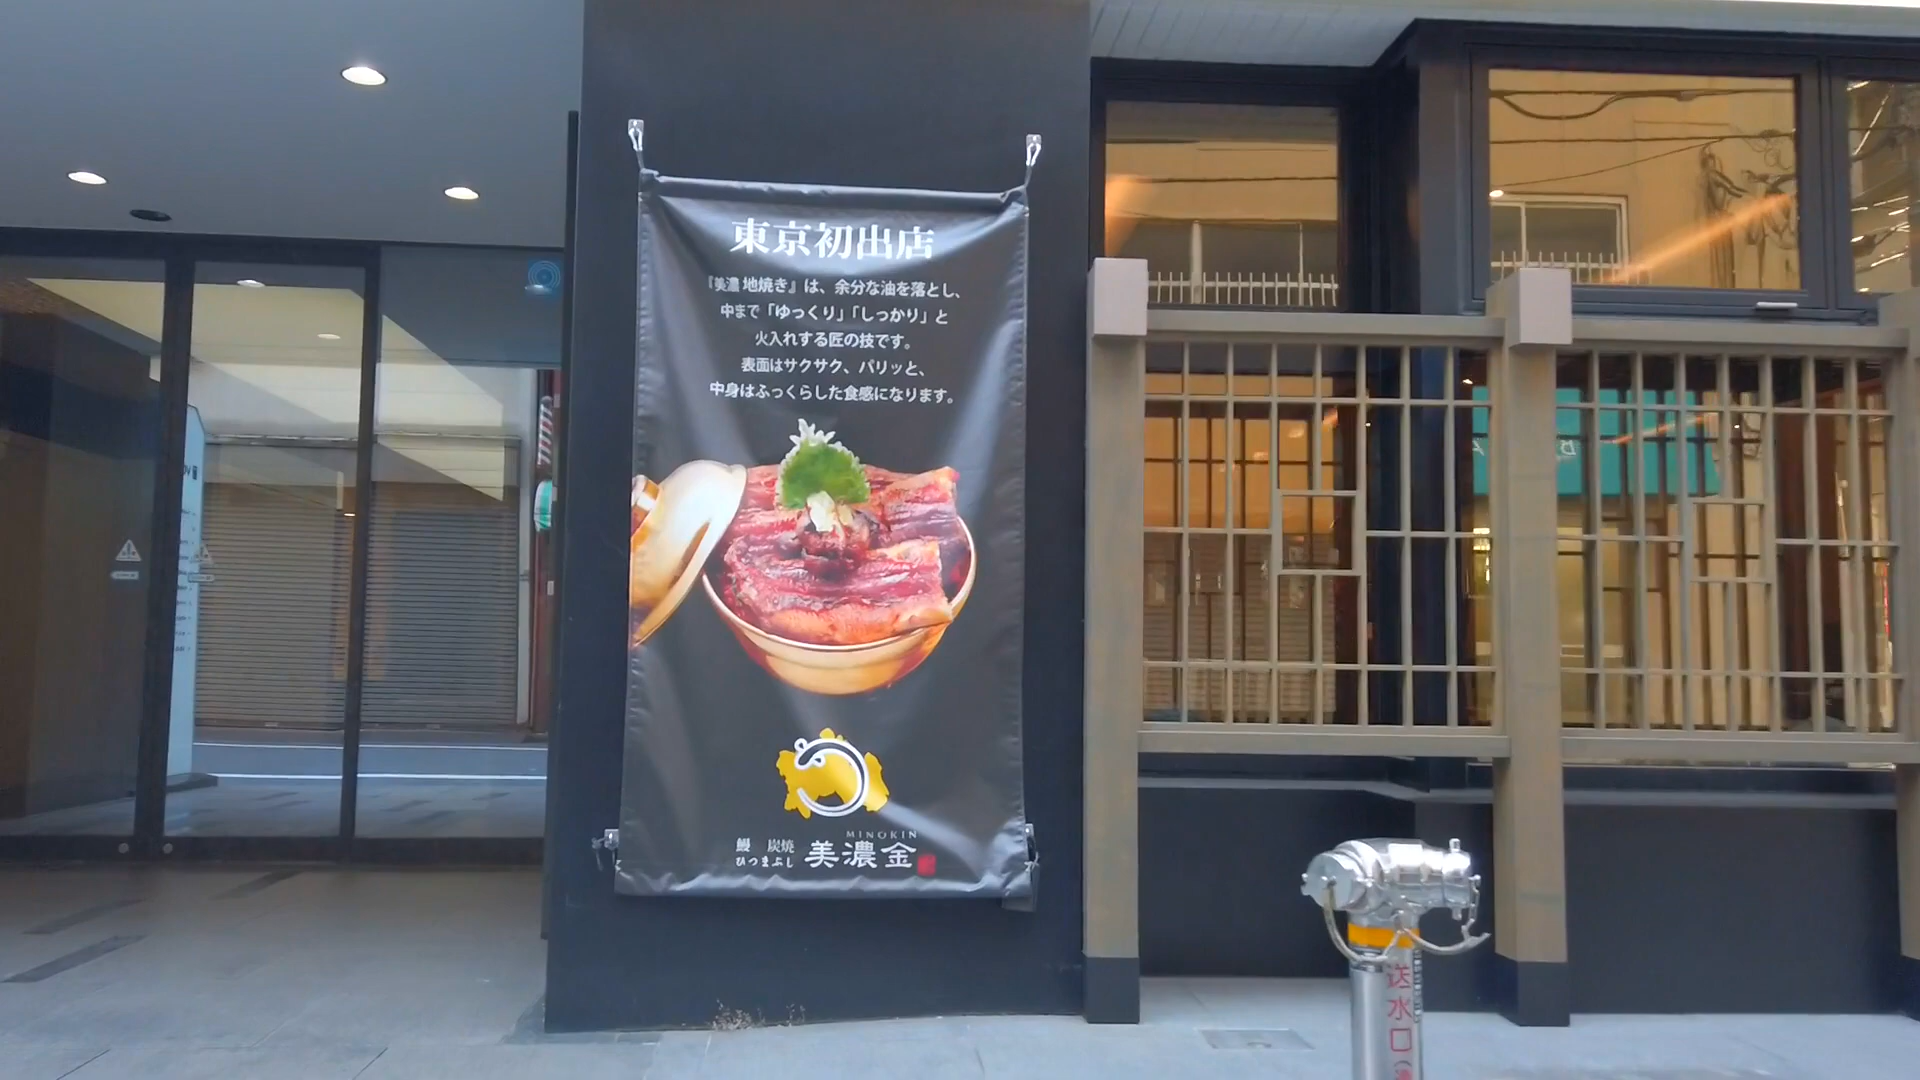 東京初出店
『美濃 地焼き』は、余分な油を落とし、
中まで「ゆっくり」「しっかり」と
火入れする匠の技です。
表面はサクサク、パリッと、
中身はふっくらした食感になります。
MINOKIN
鰻 炭焼
ひつまぶし
美濃金
送水口